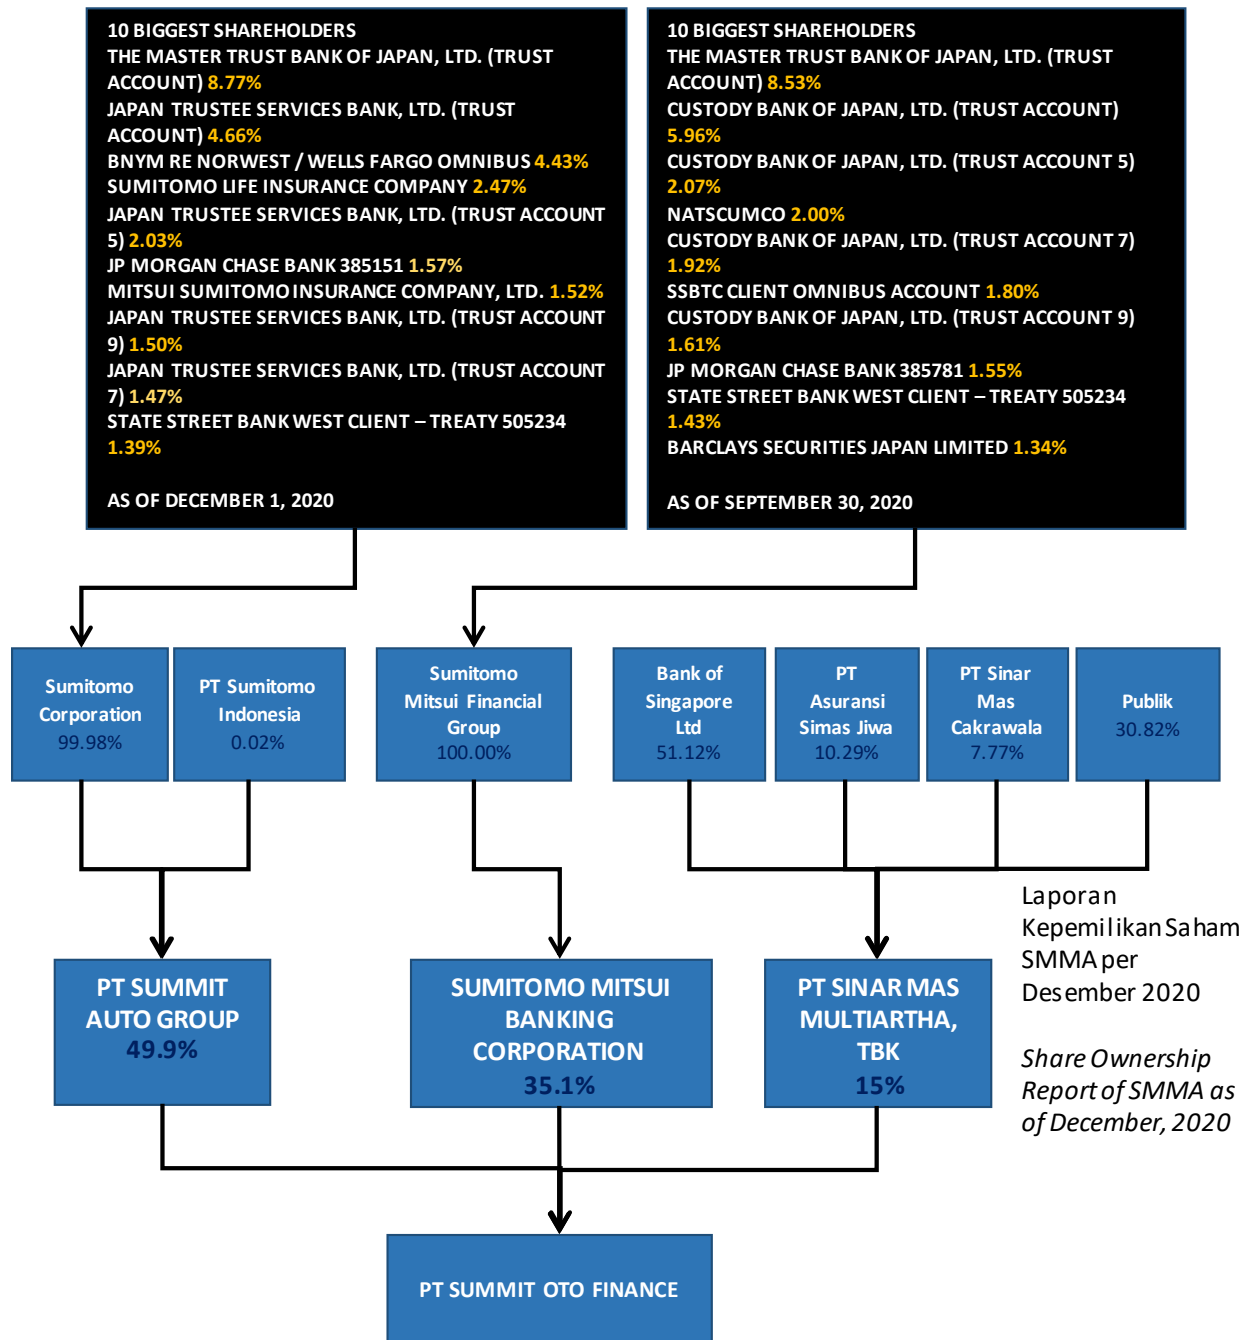 10 BIGGEST SHAREHOLDERS
THE MASTER TRUST BANK OF JAPAN, LTD. (TRUST
ACCOUNT) 8.77%
JAPAN TRUSTEE SERVICES BANK, LTD. (TRUST
ACCOUNT) 4.66%
BNYM RE NORWEST / WELLS FARGO OMNIBUS 4.43%
SUMITOMO LIFE INSURANCE COMPANY 2.47%
JAPAN TRUSTEE SERVICES BANK, LTD. (TRUST ACCOUNT
5) 2.03%
JP MORGAN CHASE BANK 385151 1.57%
MITSUI SUMITOMO INSURANCE COMPANY, LTD. 1.52%
JAPAN TRUSTEE SERVICES BANK, LTD. (TRUST ACCOUNT
9) 1.50%
JAPAN TRUSTEE SERVICES BANK, LTD. (TRUST ACCOUNT
7) 1.47%
STATE STREET BANK WEST CLIENT – TREATY 505234
1.39%
AS OF DECEMBER 1, 2020
10 BIGGEST SHAREHOLDERS
THE MASTER TRUST BANK OF JAPAN, LTD. (TRUST
ACCOUNT) 8.53%
CUSTODY BANK OF JAPAN, LTD. (TRUST ACCOUNT)
5.96%
CUSTODY BANK OF JAPAN, LTD. (TRUST ACCOUNT 5)
2.07%
NATSCUMCO 2.00%
CUSTODY BANK OF JAPAN, LTD. (TRUST ACCOUNT 7)
1.92%
SSBTC CLIENT OMNIBUS ACCOUNT 1.80%
CUSTODY BANK OF JAPAN, LTD. (TRUST ACCOUNT 9)
1.61%
JP MORGAN CHASE BANK 385781 1.55%
STATE STREET BANK WEST CLIENT – TREATY 505234
1.43%
BARCLAYS SECURITIES JAPAN LIMITED 1.34%
AS OF SEPTEMBER 30, 2020
Sumitomo
Corporation
99.98%
PT Sumitomo
Indonesia
0.02%
Sumitomo
Mitsui Financial
Group
100.00%
Bank of
Singapore
Ltd
51.12%
PT
Asuransi
Simas Jiwa
10.29%
PT Sinar
Mas
Cakrawala
7.77%
Publik
30.82%
PT SUMMIT
AUTO GROUP
49.9%
SUMITOMO MITSUI
BANKING
CORPORATION
35.1%
PT SINAR MAS
MULTIARTHA,
TBK
15%
Laporan
Kepemilikan Saham
SMMA per
Desember 2020
Share Ownership
Report of SMMA as
of December, 2020
PT SUMMIT OTO FINANCE